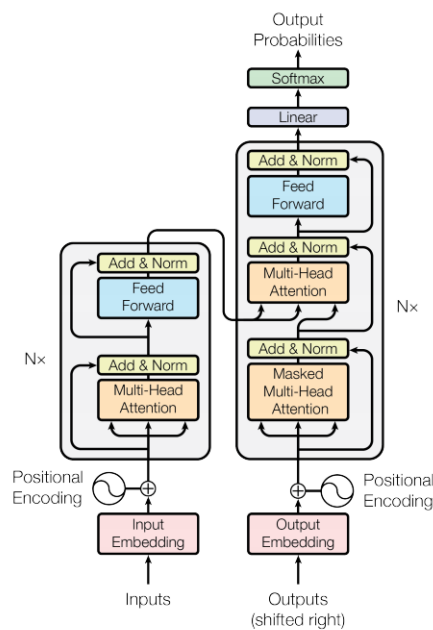 Output
Probabilities
Softmax
Linear
Add & Norm
Feed
Forward
Add & Norm
Multi-Head
Attention
Nx
Add & Norm
Masked
Multi-Head
Attention
Positional
Encoding
Output
Embedding
Outputs
(shifted right)
Add & Norm
Feed
Forward
Nx
Add & Norm
Multi-Head
Attention
Positional
Encoding
Input
Embedding
Inputs